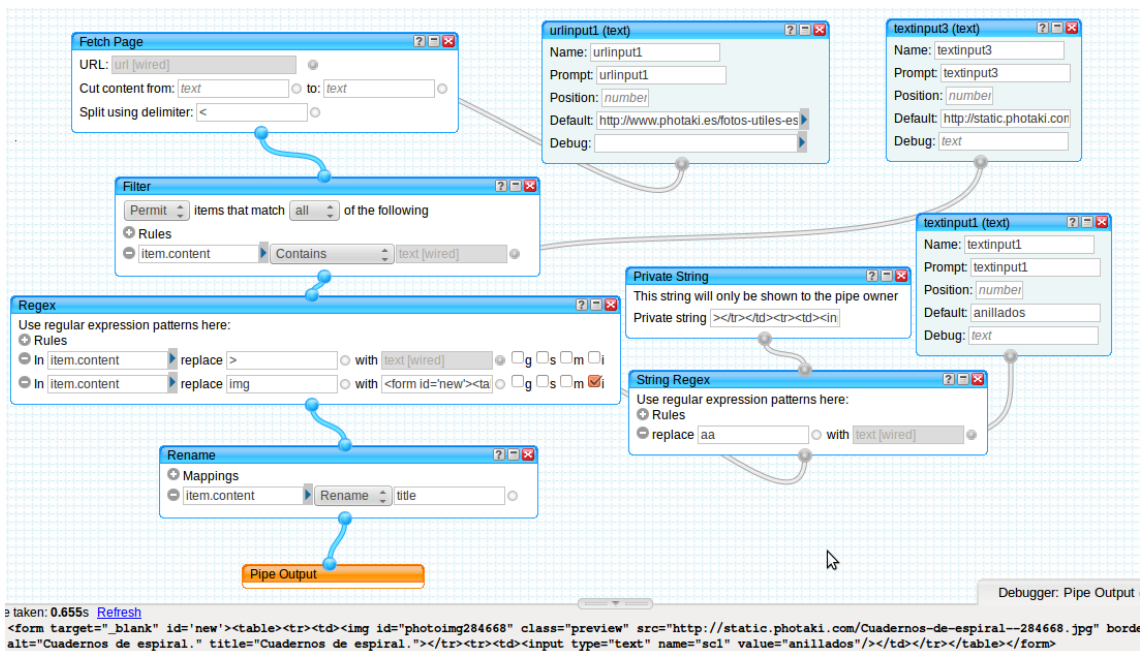 Fetch Page
URL: url [wired]
Cut content from: text to: text
Split using delimiter: <
urlinput1 (text)
Name: urlinput1
Prompt: urlinput1
Position: number
Default: http://www.photaki.es/fotos-utiles-es
Debug:
textinput3 (text)
Name: textinput3
Prompt: textinput3
Position: number
Default: http://static.photaki.con
Debug: text
Filter
Permit items that match all of the following
Rules
item.content Contains text [wired]
textinput1 (text)
Name: textinput1
Prompt: textinput1
Position: number
Default: anillados
Debug: text
Private String
This string will only be shown to the pipe owner
Private string ></tr></td><tr><td><in
Regex
Use regular expression patterns here:
Rules
In item.content replace > with text [wired] g s m i
In item.content replace img with <form id='new'><ta g s m i
String Regex
Use regular expression patterns here:
Rules
replace aa with text [wired]
Rename
Mappings
item.content Rename title
Pipe Output
Debugger: Pipe Output
e taken: 0.655s Refresh
<form target="_blank" id='new'><table><tr><td><img id="photoimg284668" class="preview" src="http://static.photaki.com/Cuadernos-de-espiral--284668.jpg" borde
alt="Cuadernos de espiral." title="Cuadernos de espiral."></tr><tr><td><input type="text" name="sc1" value="anillados"/></td></tr></table></form>